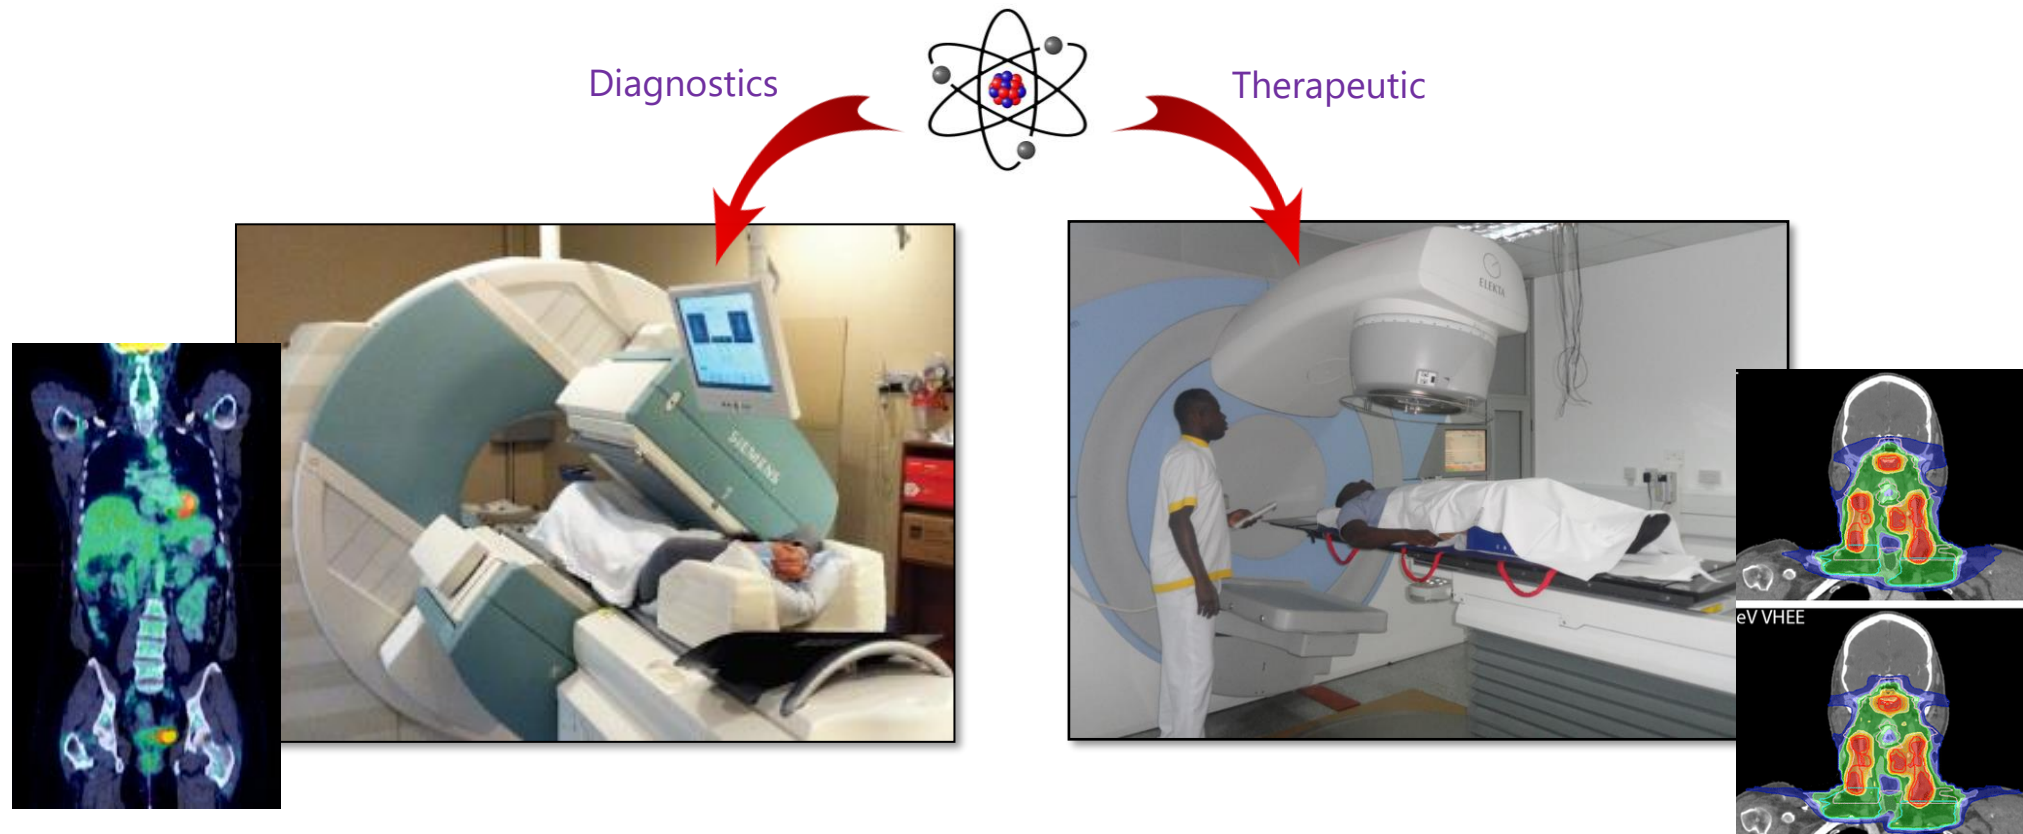 Diagnostics
Therapeutic
SIEMENS
ELEKTA
eV VHEE